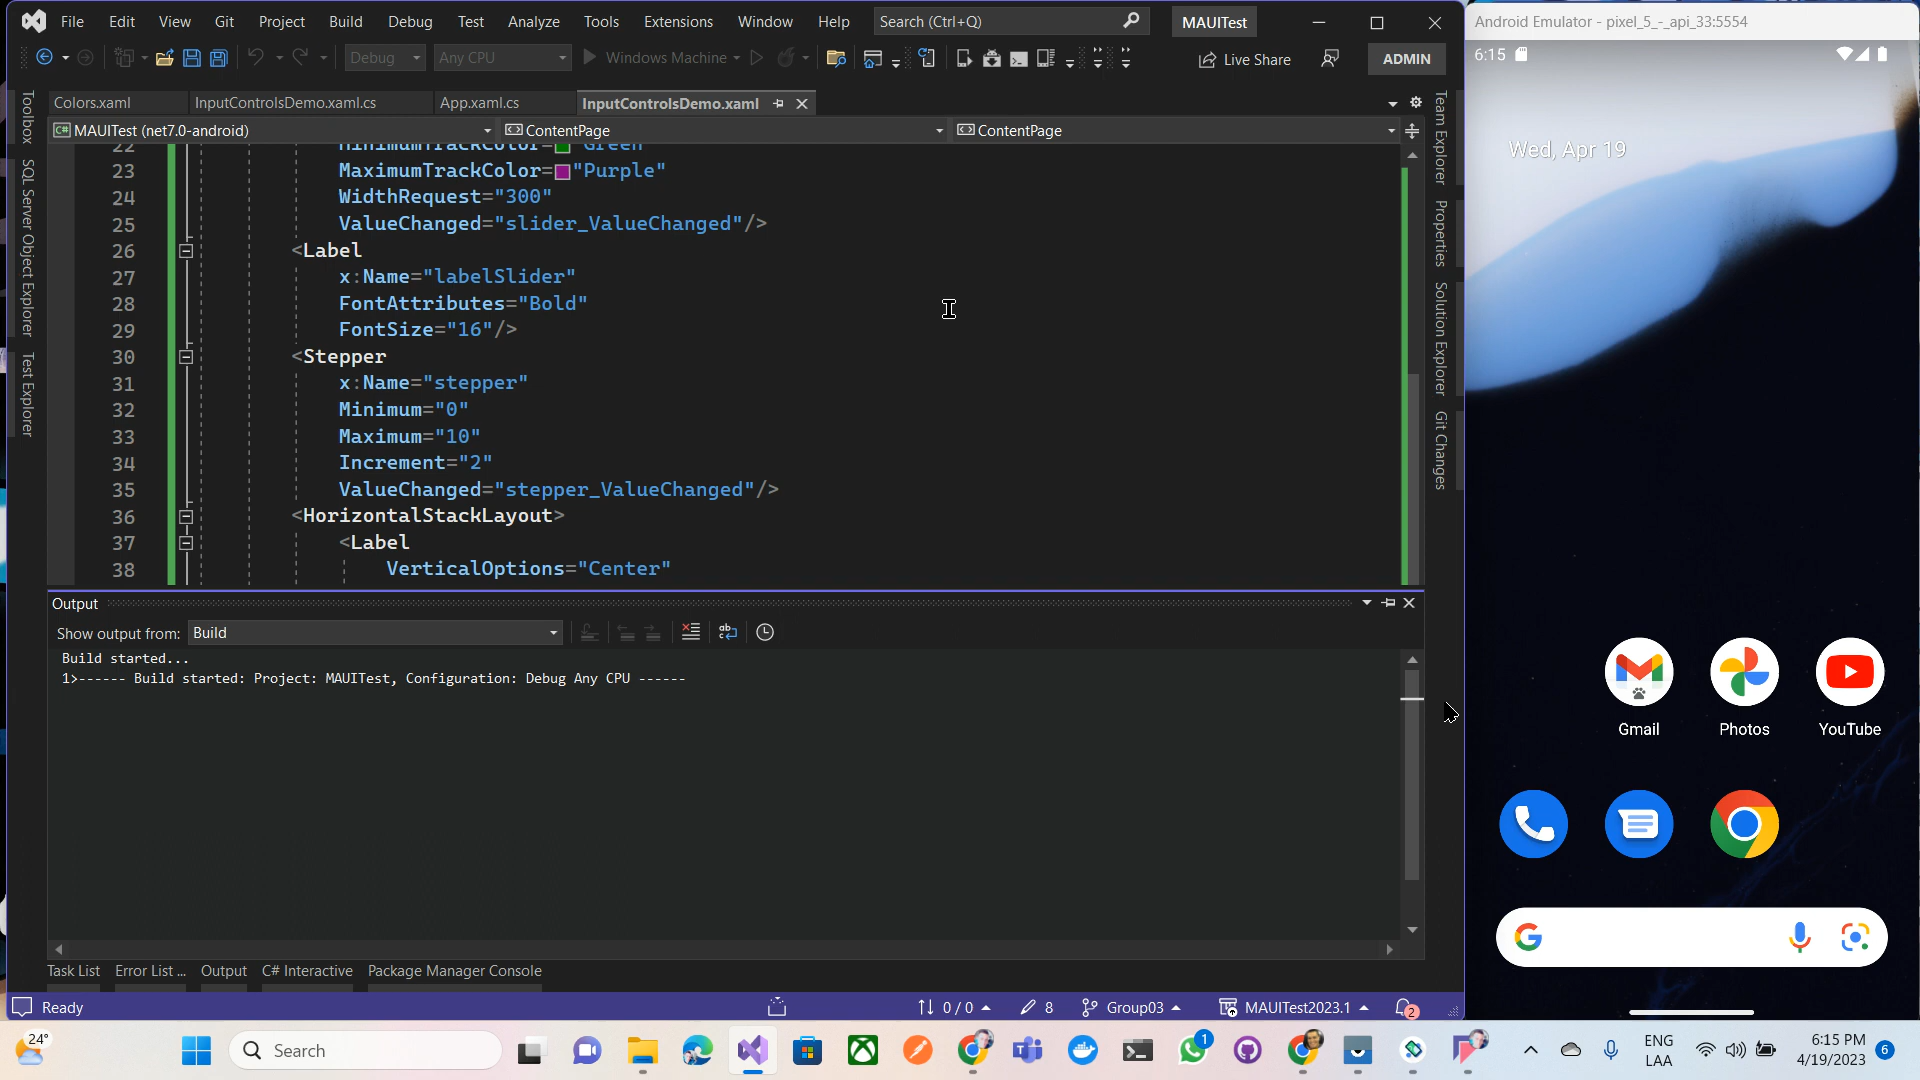 File Edit View Git Project Build Debug Test Analyze Tools Extensions Window Help Search (Ctrl+Q) MAUITest
Debug Any CPU Windows Machine Live Share ADMIN
Colors.xaml InputControlsDemo.xaml.cs App.xaml.cs InputControlsDemo.xaml
MAUITest (net7.0-android) ContentPage ContentPage
Toolbox
SQL Server Object Explorer
Test Explorer
22 MinimumTrackColor="Green"
23 MaximumTrackColor="Purple"
24 WidthRequest="300"
25 ValueChanged="slider_ValueChanged"/>
26 <Label
27 x:Name="labelSlider"
28 FontAttributes="Bold"
29 FontSize="16"/>
30 <Stepper
31 x:Name="stepper"
32 Minimum="0"
33 Maximum="10"
34 Increment="2"
35 ValueChanged="stepper_ValueChanged"/>
36 <HorizontalStackLayout>
37 <Label
38 VerticalOptions="Center"
Team Explorer
Properties
Solution Explorer
Git Changes
Output
Show output from: Build
Build started...
1>------ Build started: Project: MAUITest, Configuration: Debug Any CPU ------
Task List Error List ... Output C# Interactive Package Manager Console
Ready 0 / 0 8 Group03 MAUITest2023.1 2
Android Emulator - pixel_5_-_api_33:5554
6:15
Wed, Apr 19
Gmail Photos YouTube
24° Search 1 ENG 6:15 PM
LAA 4/19/2023 6